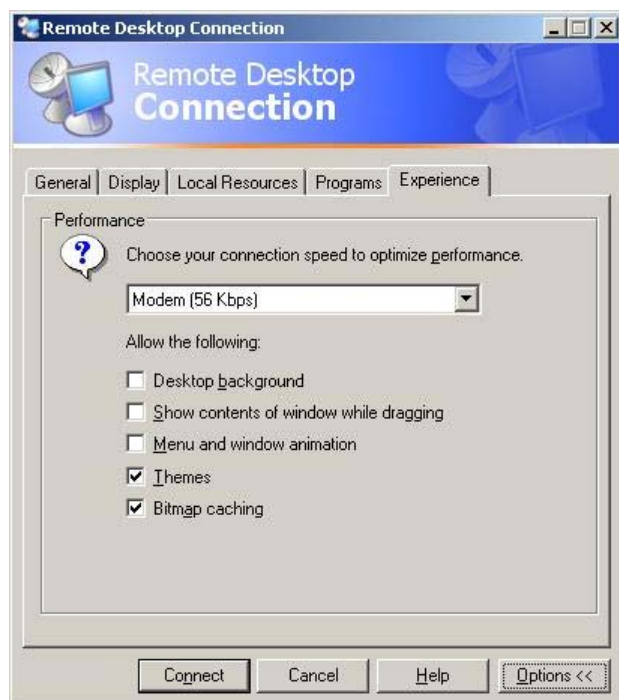 Remote Desktop Connection
Remote Desktop
Connection
General Display Local Resources Programs Experience
Performance
?
Choose your connection speed to optimize performance.
Modem (56 Kbps)
Allow the following:
Desktop background
Show contents of window while dragging
Menu and window animation
Themes
Bitmap caching
Connect Cancel Help Options <<